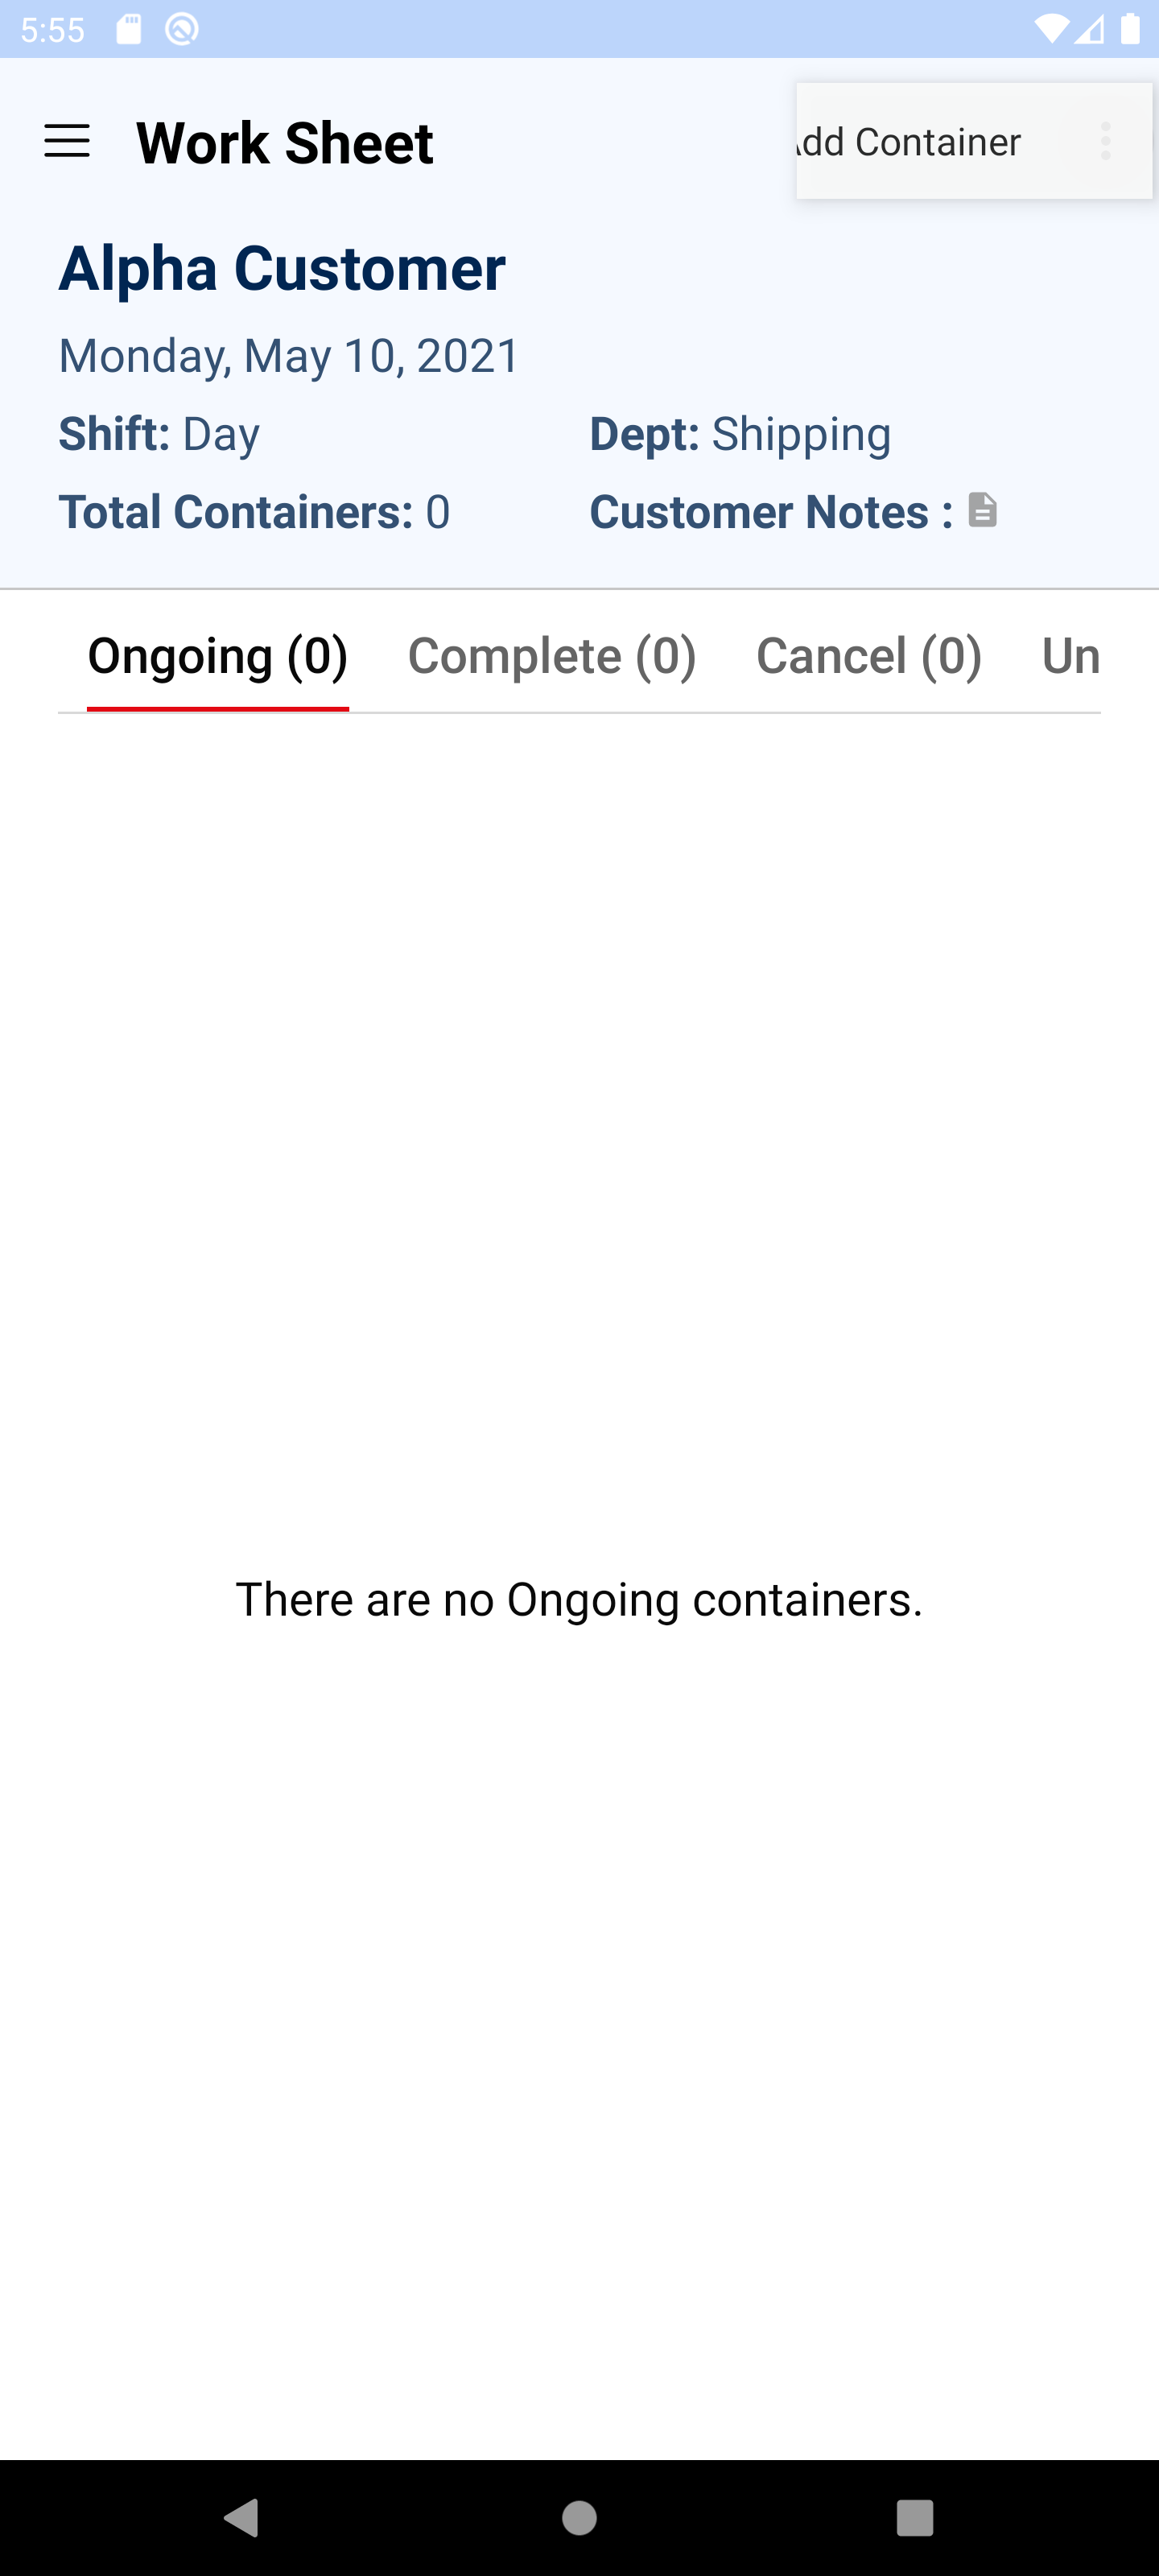 5:55
Work Sheet
dd Container
Alpha Customer
Monday, May 10, 2021
Shift: Day
Dept: Shipping
Total Containers: 0
Customer Notes :
Ongoing (0) Complete (0) Cancel (0) Un
There are no Ongoing containers.